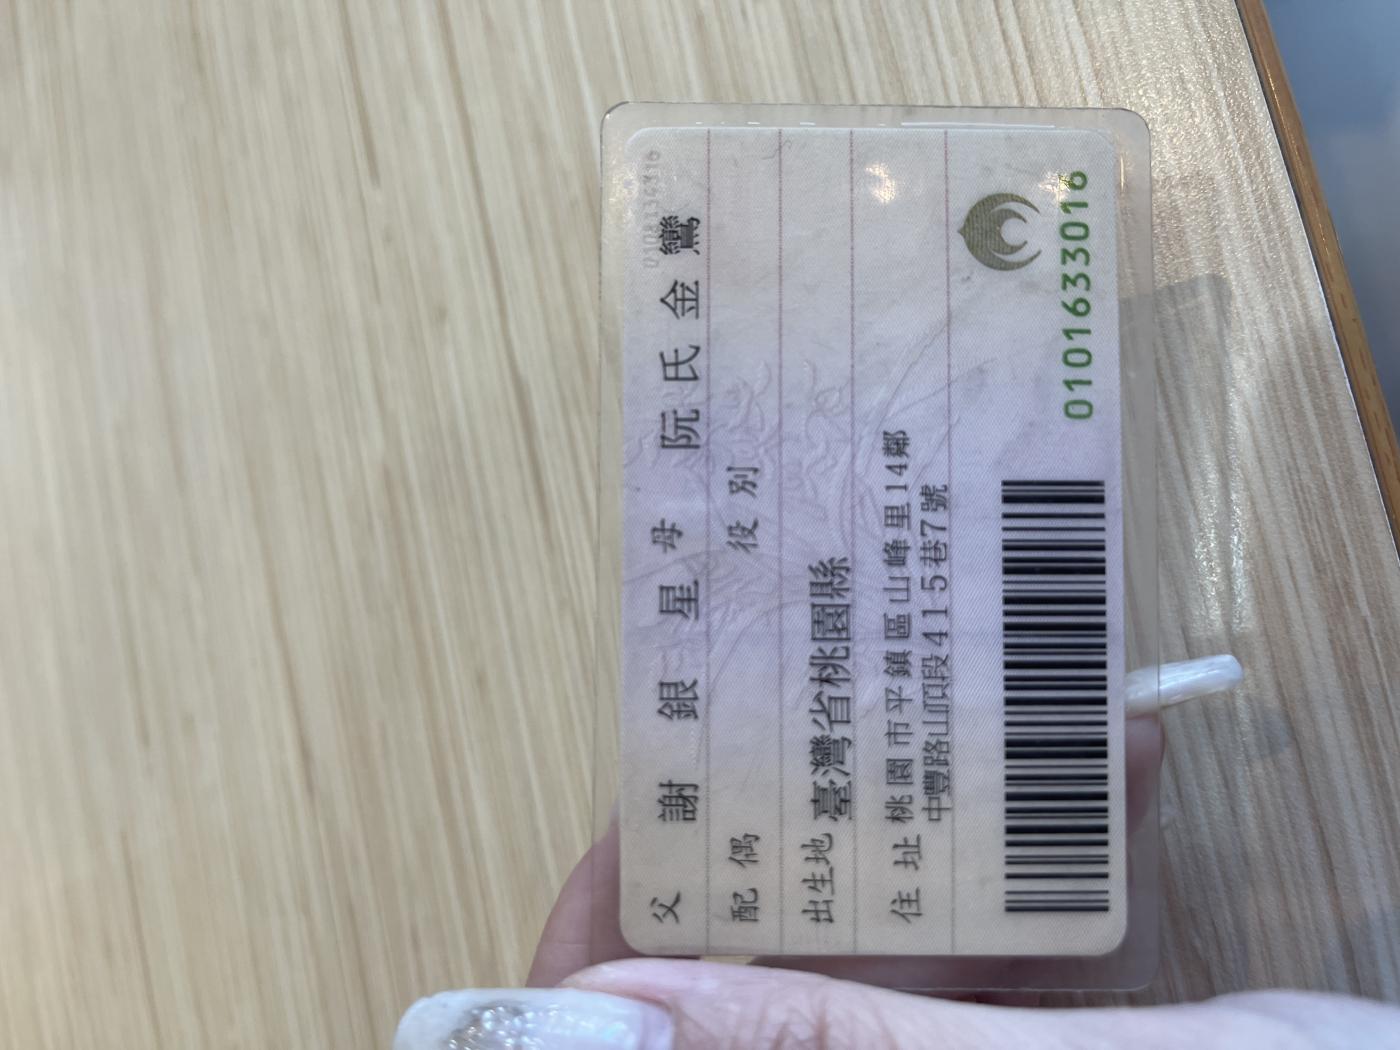 父 謝銀星 母 阮氏金鸞
配偶 役別
出生地 臺灣省桃園縣
住址 桃園市平鎮區山峰里14鄰
中豐路山頂段415巷7號
0101633016